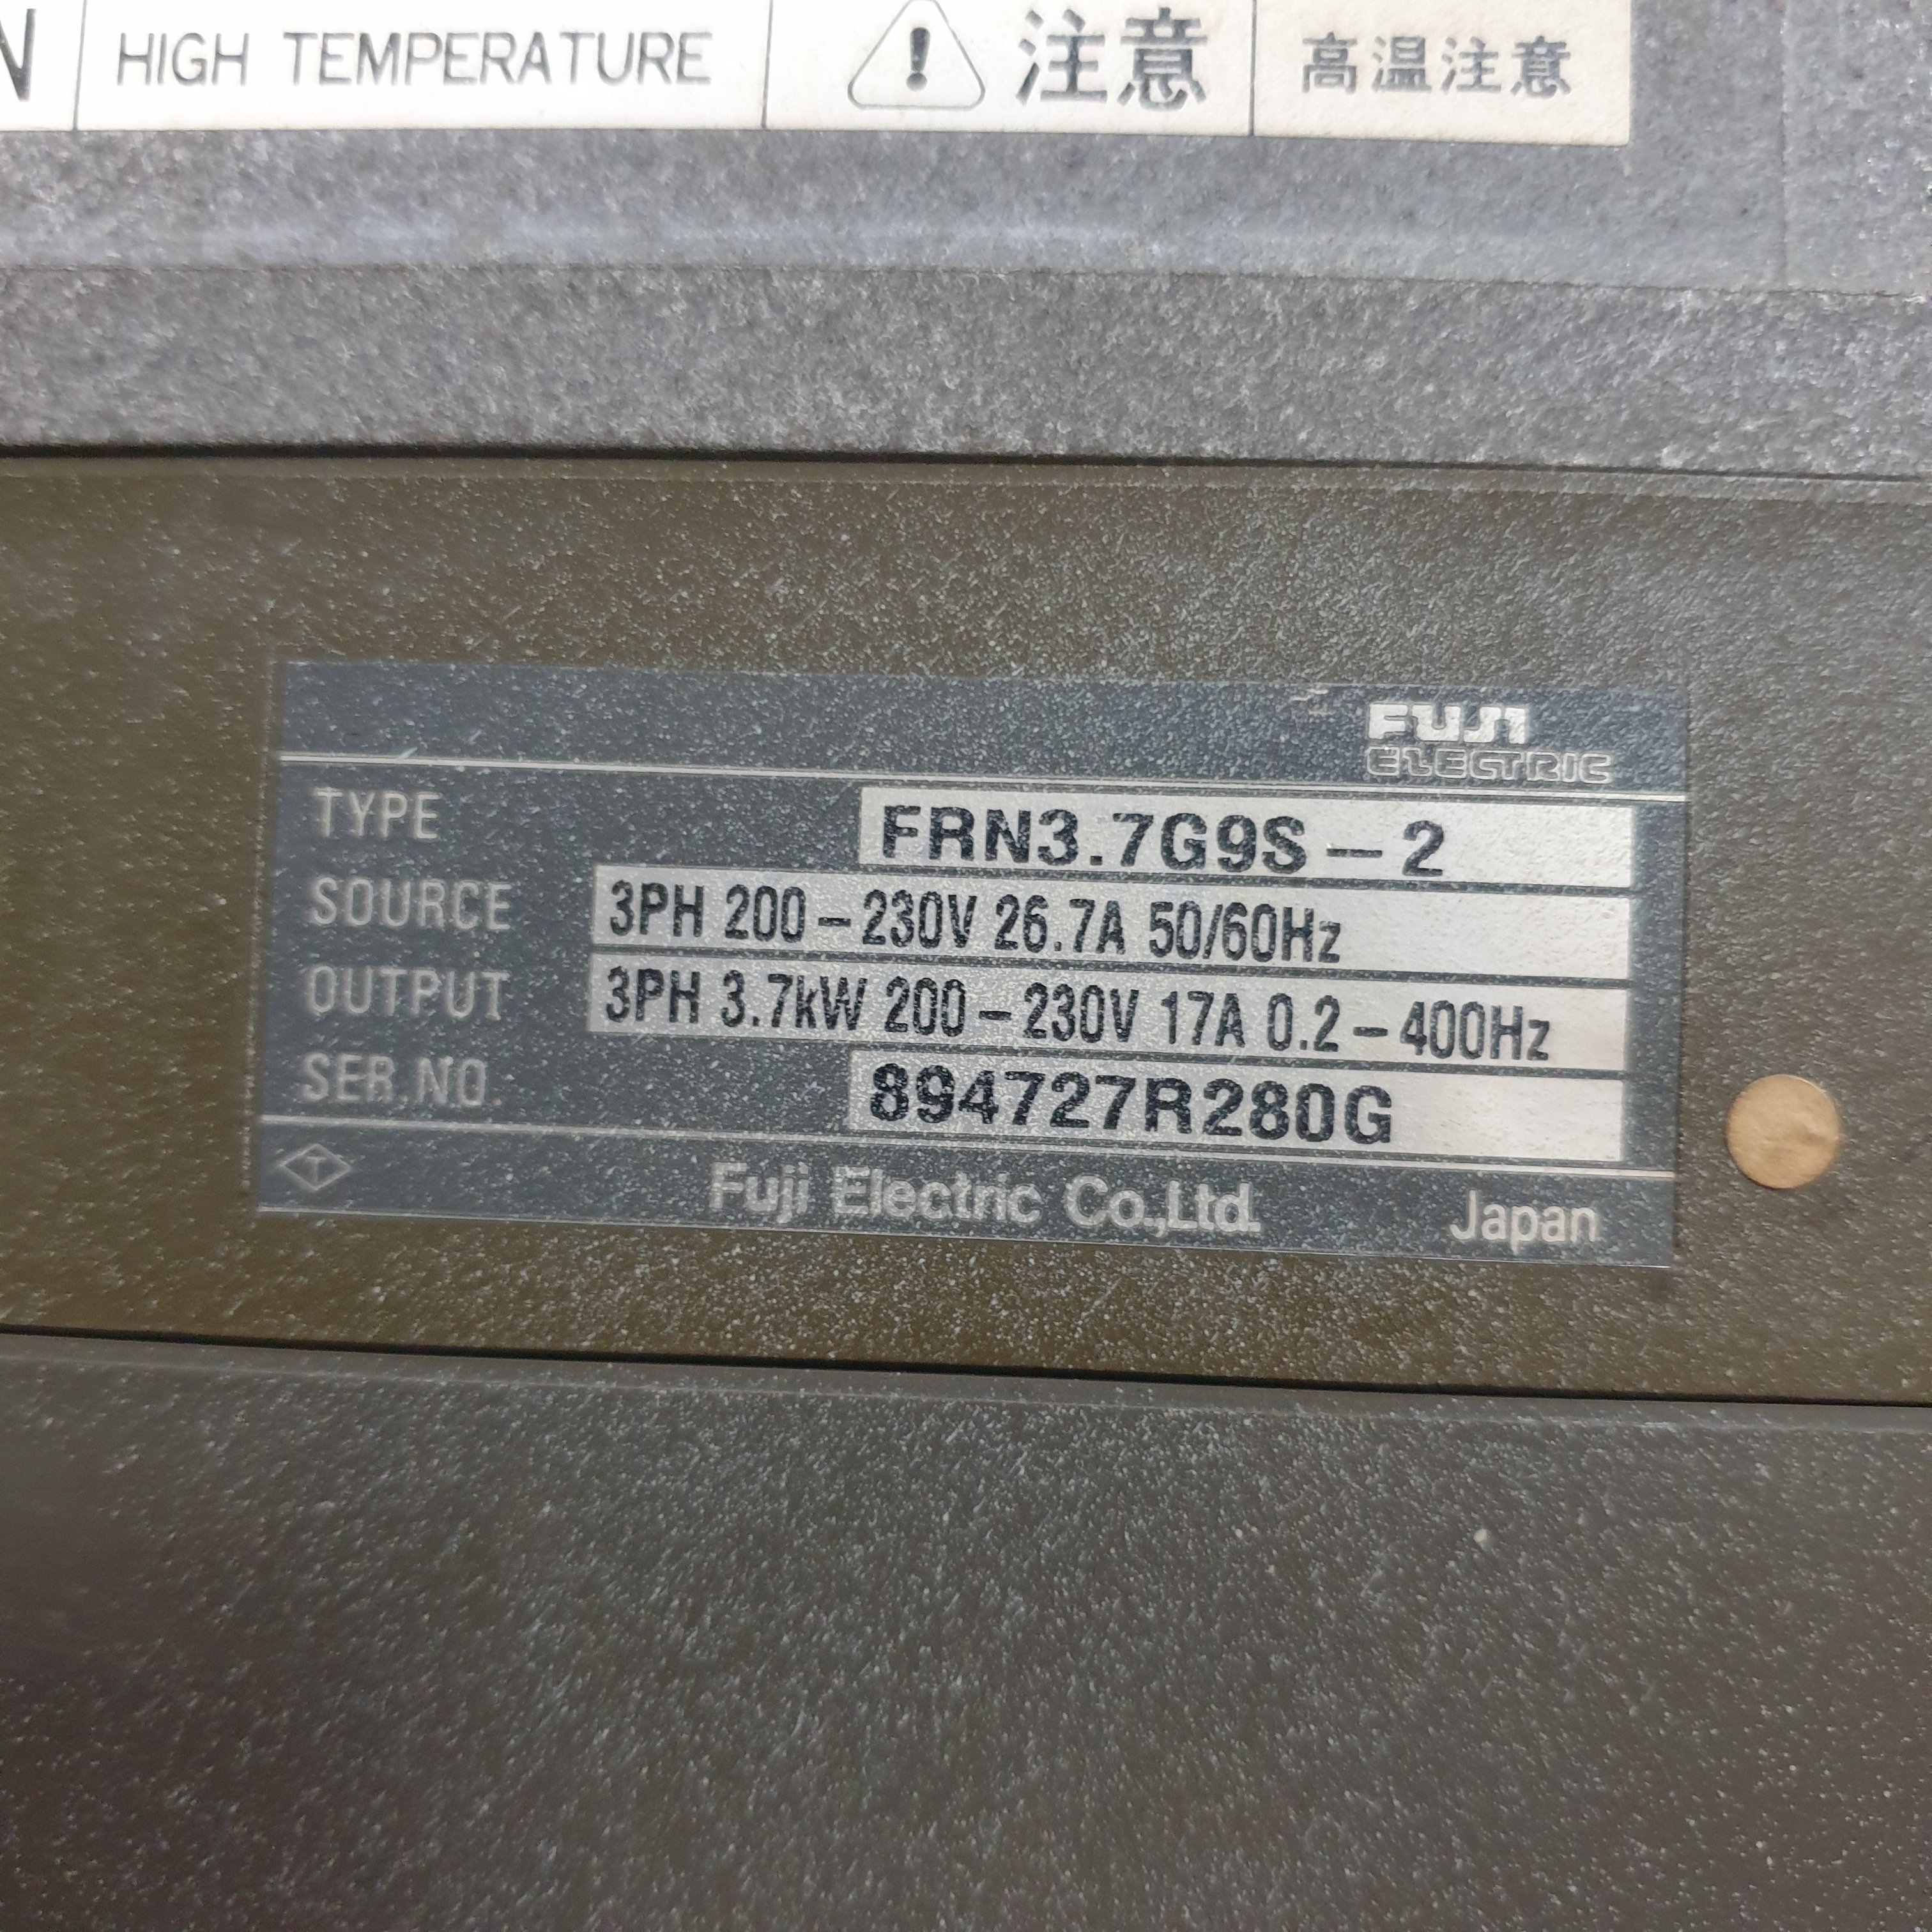 HIGH TEMPERATURE 注意 高温注意
FUJI
ELECTRIC
TYPE FRN3.7G9S-2
SOURCE 3PH 200-230V 26.7A 50/60Hz
OUTPUT 3PH 3.7kW 200-230V 17A 0.2-400Hz
SER.NO. 894727R280G
T Fuji Electric Co.,Ltd. Japan